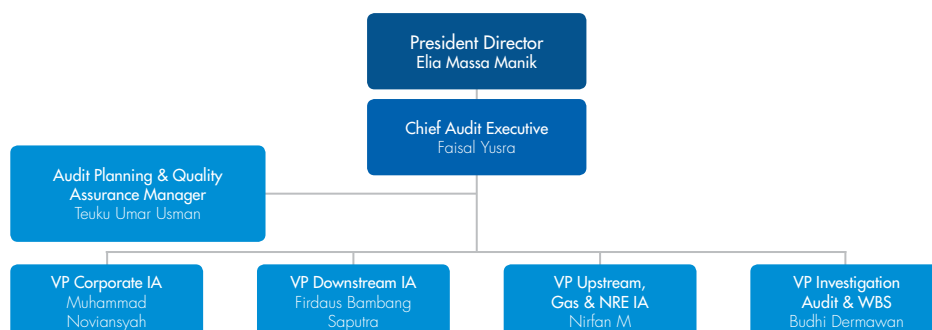 President Director
Elia Massa Manik
Chief Audit Executive
Faisal Yusra
Audit Planning & Quality
Assurance Manager
Teuku Umar Usman
VP Corporate IA
Muhammad
Noviansyah
VP Downstream IA
Firdaus Bambang
Saputra
VP Upstream,
Gas & NRE IA
Nirfan M
VP Investigation
Audit & WBS
Budhi Dermawan